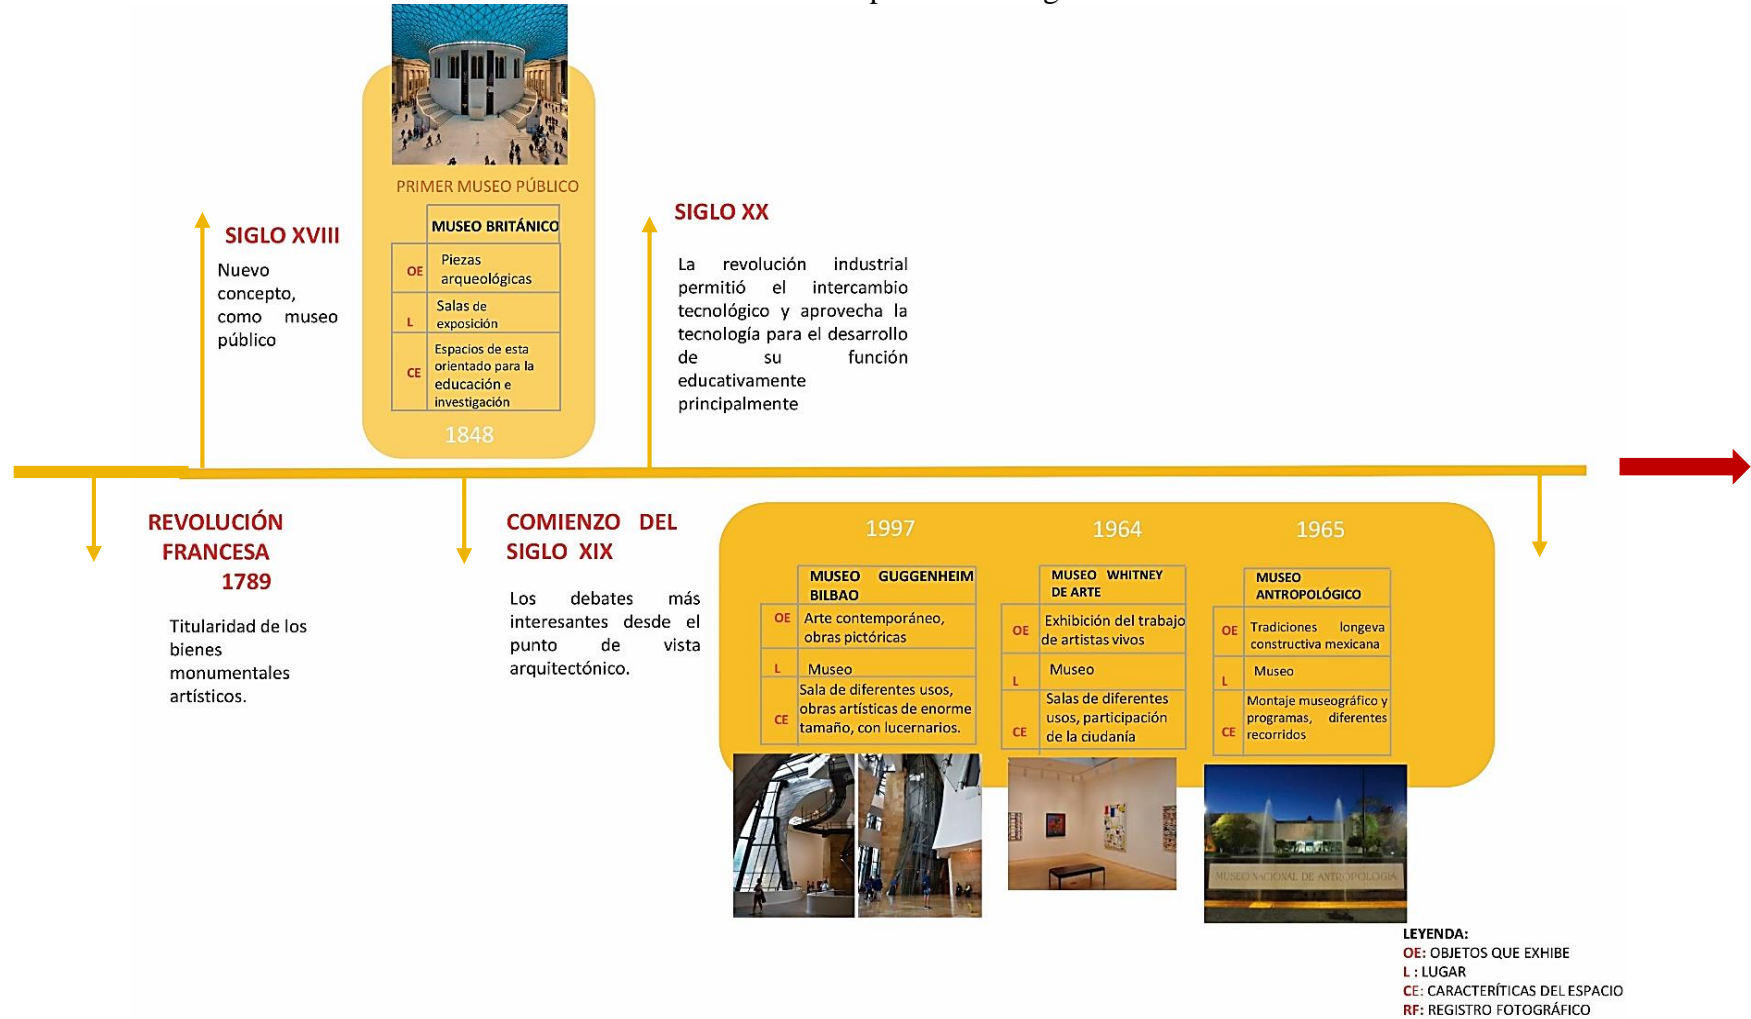 PRIMER MUSEO PÚBLICO
MUSEO BRITÁNICO
OE
Piezas
arqueológicas
L
Salas de
exposición
CE
Espacios de esta
orientado para la
educación e
investigación
1848
SIGLO XVIII
Nuevo
concepto,
como museo
público
SIGLO XX
La revolución industrial
permitió el intercambio
tecnológico y aprovecha la
tecnología para el desarrollo
de su función
educativamente
principalmente
REVOLUCIÓN
FRANCESA
1789
Titularidad de los
bienes
monumentales
artísticos.
COMIENZO DEL
SIGLO XIX
Los debates más
interesantes desde el
punto de vista
arquitectónico.
1997
MUSEO GUGGENHEIM
BILBAO
OE
Arte contemporáneo,
obras pictóricas
L
Museo
CE
Sala de diferentes usos,
obras artísticas de enorme
tamaño, con lucernarios.
1964
MUSEO WHITNEY
DE ARTE
OE
Exhibición del trabajo
de artistas vivos
L
Museo
CE
Salas de diferentes
usos, participación
de la ciudanía
1965
MUSEO
ANTROPOLÓGICO
OE
Tradiciones longeva
constructiva mexicana
L
Museo
CE
Montaje museográfico y
programas, diferentes
recorridos
MUSEO NACIONAL DE ANTROPOLOGIA
LEYENDA:
OE: OBJETOS QUE EXHIBE
L : LUGAR
CE: CARACTERÍTICAS DEL ESPACIO
RF: REGISTRO FOTOGRÁFICO